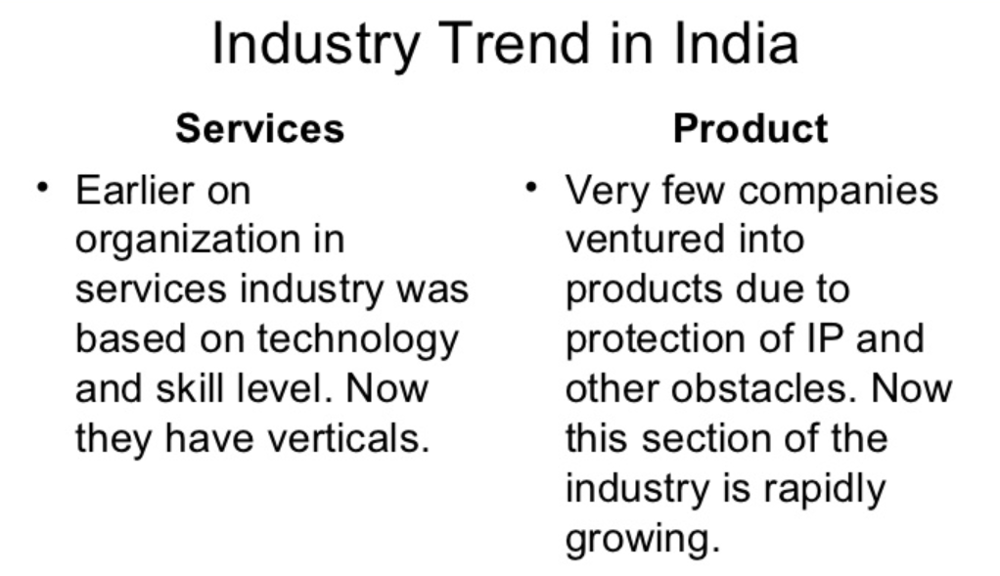 Industry Trend in India
Services
• Earlier on
organization in
services industry was
based on technology
and skill level. Now
they have verticals.
Product
• Very few companies
ventured into
products due to
protection of IP and
other obstacles. Now
this section of the
industry is rapidly
growing.